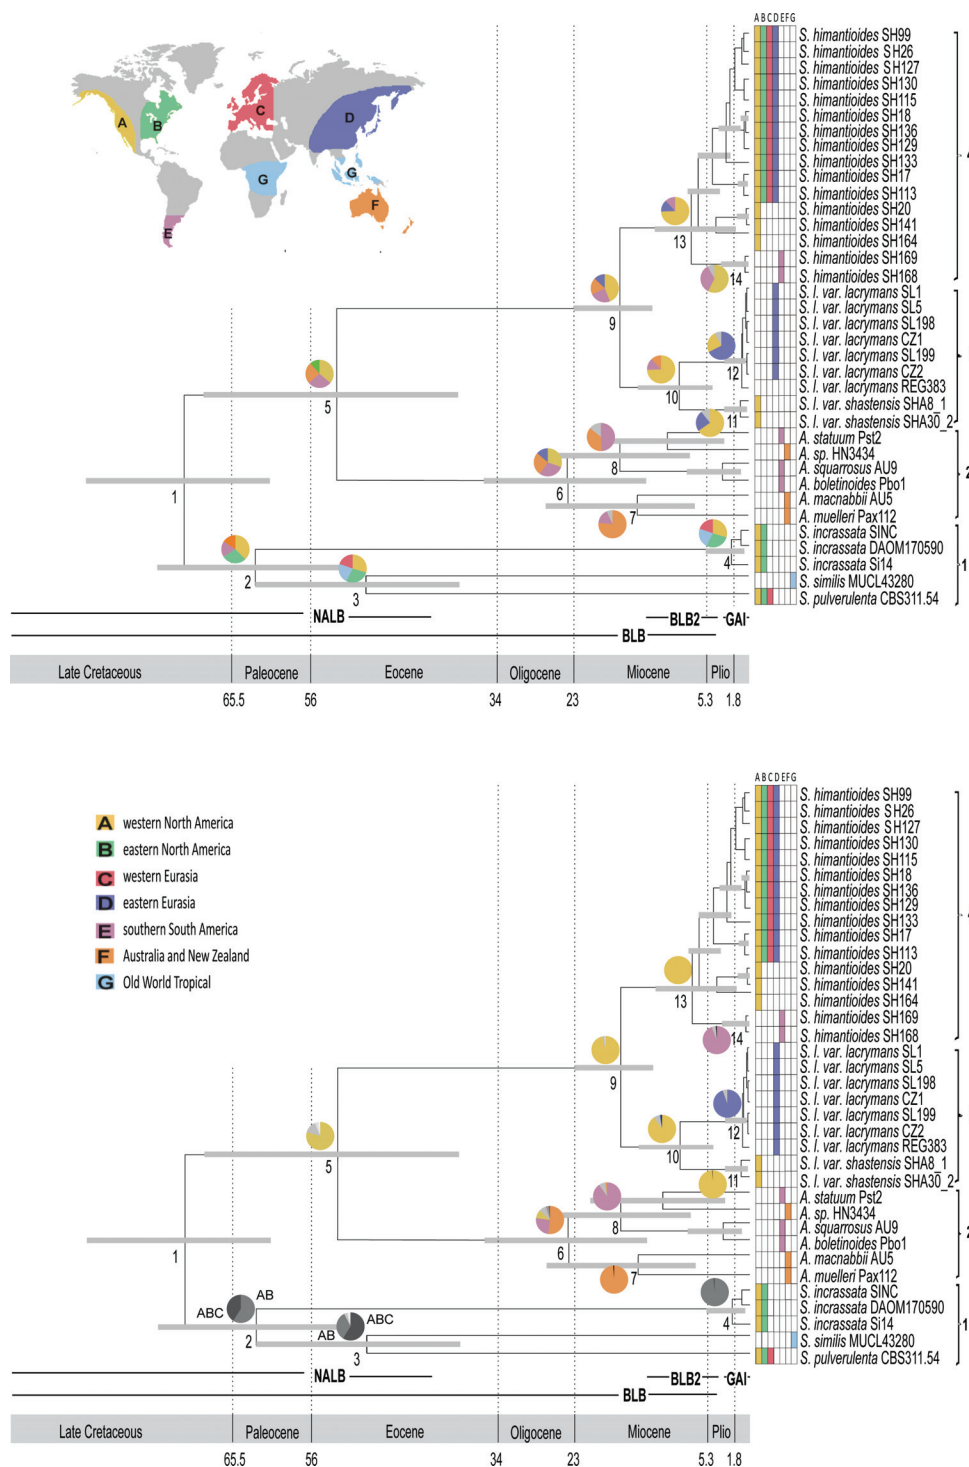 A B C D E F G
S. himantioides SH99
S. himantioides SH26
S. himantioides SH127
S. himantioides SH130
S. himantioides SH115
S. himantioides SH18
S. himantioides SH136
S. himantioides SH129
S. himantioides SH133
S. himantioides SH17
S. himantioides SH113
S. himantioides SH20
S. himantioides SH141
S. himantioides SH164
S. himantioides SH169
S. himantioides SH168
S. l. var. lacrymans SL1
S. l. var. lacrymans SL5
S. l. var. lacrymans SL198
S. l. var. lacrymans CZ1
S. l. var. lacrymans SL199
S. l. var. lacrymans CZ2
S. l. var. lacrymans REG383
S. l. var. shastensis SHA8_1
S. l. var. shastensis SHA30_2
A. statuum Pst2
A. sp. HN3434
A. squarrosus AU9
A. boletinoides Pbo1
A. macnabbii AU5
A. muelleri Pax112
S. incrassata SINC
S. incrassata DAOM170590
S. incrassata Si14
S. similis MUCL43280
S. pulverulenta CBS311.54
A
B
C
D
G
G
E
F
13
14
9
12
10
11
5
8
6
7
1
2
3
4
2
1
NALB
BLB2
GAI
BLB
Late Cretaceous
Paleocene
Eocene
Oligocene
Miocene
Plio
65.5
56
34
23
5.3
1.8
A B C D E F G
A western North America
B eastern North America
C western Eurasia
D eastern Eurasia
E southern South America
F Australia and New Zealand
G Old World Tropical
S. himantioides SH99
S. himantioides SH26
S. himantioides SH127
S. himantioides SH130
S. himantioides SH115
S. himantioides SH18
S. himantioides SH136
S. himantioides SH129
S. himantioides SH133
S. himantioides SH17
S. himantioides SH113
S. himantioides SH20
S. himantioides SH141
S. himantioides SH164
S. himantioides SH169
S. himantioides SH168
S. l. var. lacrymans SL1
S. l. var. lacrymans SL5
S. l. var. lacrymans SL198
S. l. var. lacrymans CZ1
S. l. var. lacrymans SL199
S. l. var. lacrymans CZ2
S. l. var. lacrymans REG383
S. l. var. shastensis SHA8_1
S. l. var. shastensis SHA30_2
A. statuum Pst2
A. sp. HN3434
A. squarrosus AU9
A. boletinoides Pbo1
A. macnabbii AU5
A. muelleri Pax112
S. incrassata SINC
S. incrassata DAOM170590
S. incrassata Si14
S. similis MUCL43280
S. pulverulenta CBS311.54
13
14
9
12
10
11
5
8
6
7
1
AB
ABC
ABC
AB
2
3
4
2
1
NALB
BLB2
GAI
BLB
Late Cretaceous
Paleocene
Eocene
Oligocene
Miocene
Plio
65.5
56
34
23
5.3
1.8